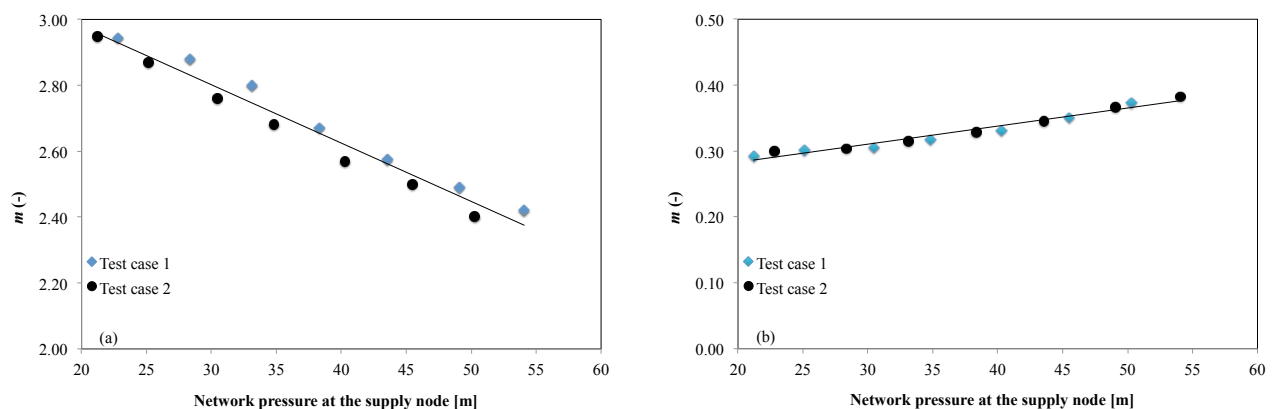 3.00
2.80
2.60
2.40
2.20
2.00
m (-)
Test case 1
Test case 2
(a)
20 25 30 35 40 45 50 55 60
Network pressure at the supply node [m]
0.50
0.40
0.30
0.20
0.10
0.00
m (-)
Test case 1
Test case 2
(b)
20 25 30 35 40 45 50 55 60
Network pressure at the supply node [m]